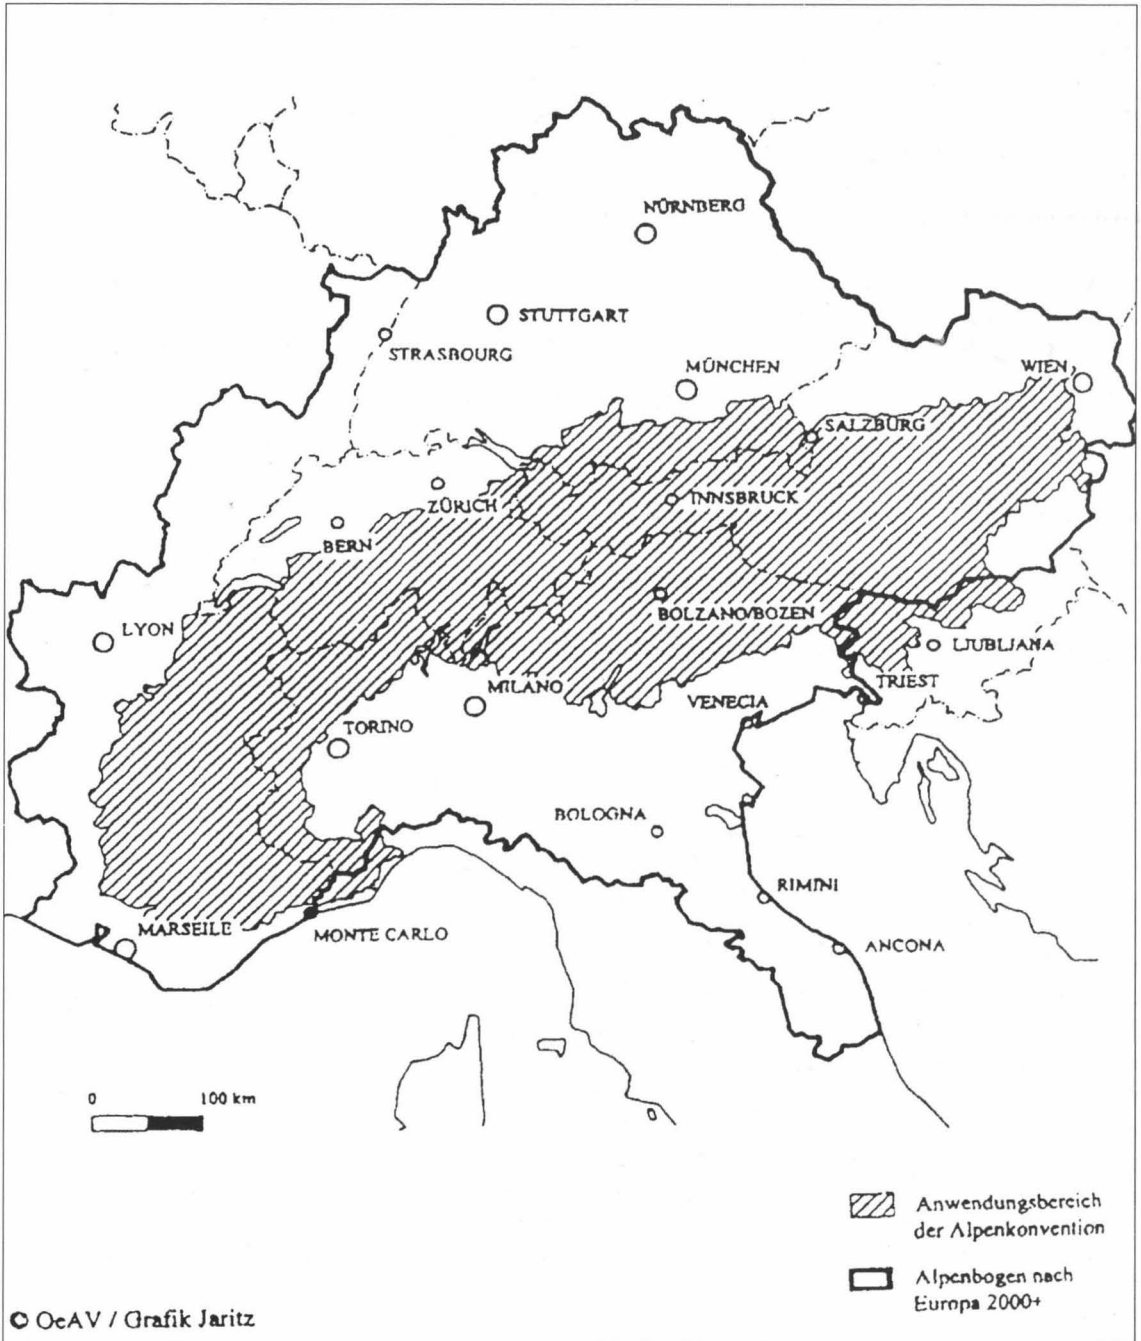 NÜRNBERG
STUTTGART
STRASBOURG
MÜNCHEN
WIEN
SALZBURG
ZÜRICH
INNSBRUCK
BERN
BOLZANO/BOZEN
LYON
LJUBLJANA
MILANO
TRIEST
VENECIA
TORINO
BOLOGNA
RIMINI
MARSEILE
MONTE CARLO
ANCONA
0 100 km
Anwendungsbereich
der Alpenkonvention
Alpenbogen nach
Europa 2000+
© OeAV / Grafik Jaritz